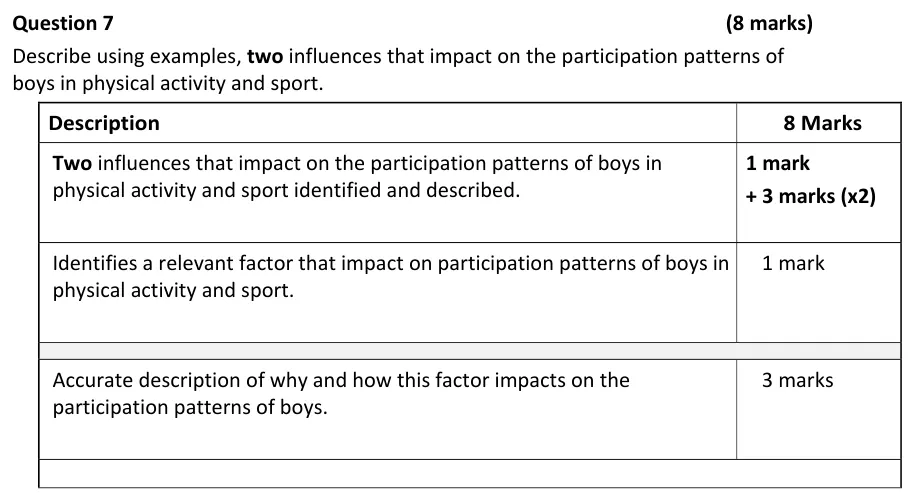 Question 7 (8 marks)
Describe using examples, two influences that impact on the participation patterns of
boys in physical activity and sport.
Description 8 Marks
Two influences that impact on the participation patterns of boys in 1 mark
physical activity and sport identified and described. + 3 marks (x2)
Identifies a relevant factor that impact on participation patterns of boys in 1 mark
physical activity and sport.
Accurate description of why and how this factor impacts on the 3 marks
participation patterns of boys.